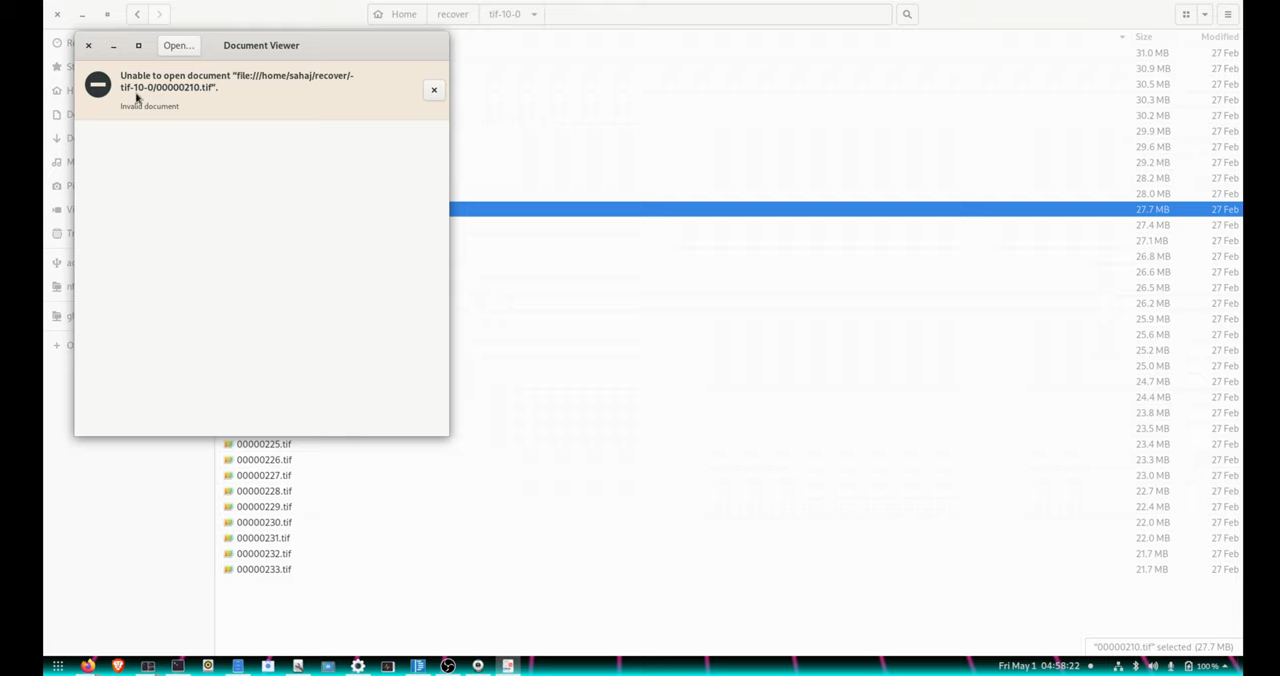 Home
recover
tif-10-0
Open...
Document Viewer
Size
Modified
Unable to open document "file:///home/sahaj/recover/-
tif-10-0/00000210.tif".
Invalid document
31.0 MB 27 Feb
30.9 MB 27 Feb
30.5 MB 27 Feb
30.3 MB 27 Feb
30.2 MB 27 Feb
29.9 MB 27 Feb
29.6 MB 27 Feb
29.2 MB 27 Feb
28.2 MB 27 Feb
28.0 MB 27 Feb
27.7 MB 27 Feb
27.4 MB 27 Feb
27.1 MB 27 Feb
26.8 MB 27 Feb
26.6 MB 27 Feb
26.5 MB 27 Feb
26.2 MB 27 Feb
25.9 MB 27 Feb
25.6 MB 27 Feb
25.2 MB 27 Feb
25.0 MB 27 Feb
24.7 MB 27 Feb
24.4 MB 27 Feb
23.8 MB 27 Feb
23.5 MB 27 Feb
00000225.tif 23.4 MB 27 Feb
00000226.tif 23.3 MB 27 Feb
00000227.tif 23.0 MB 27 Feb
00000228.tif 22.7 MB 27 Feb
00000229.tif 22.4 MB 27 Feb
00000230.tif 22.0 MB 27 Feb
00000231.tif 22.0 MB 27 Feb
00000232.tif 21.7 MB 27 Feb
00000233.tif 21.7 MB 27 Feb
"00000210.tif" selected (27.7 MB)
Fri May 1 04:58:22
100 %